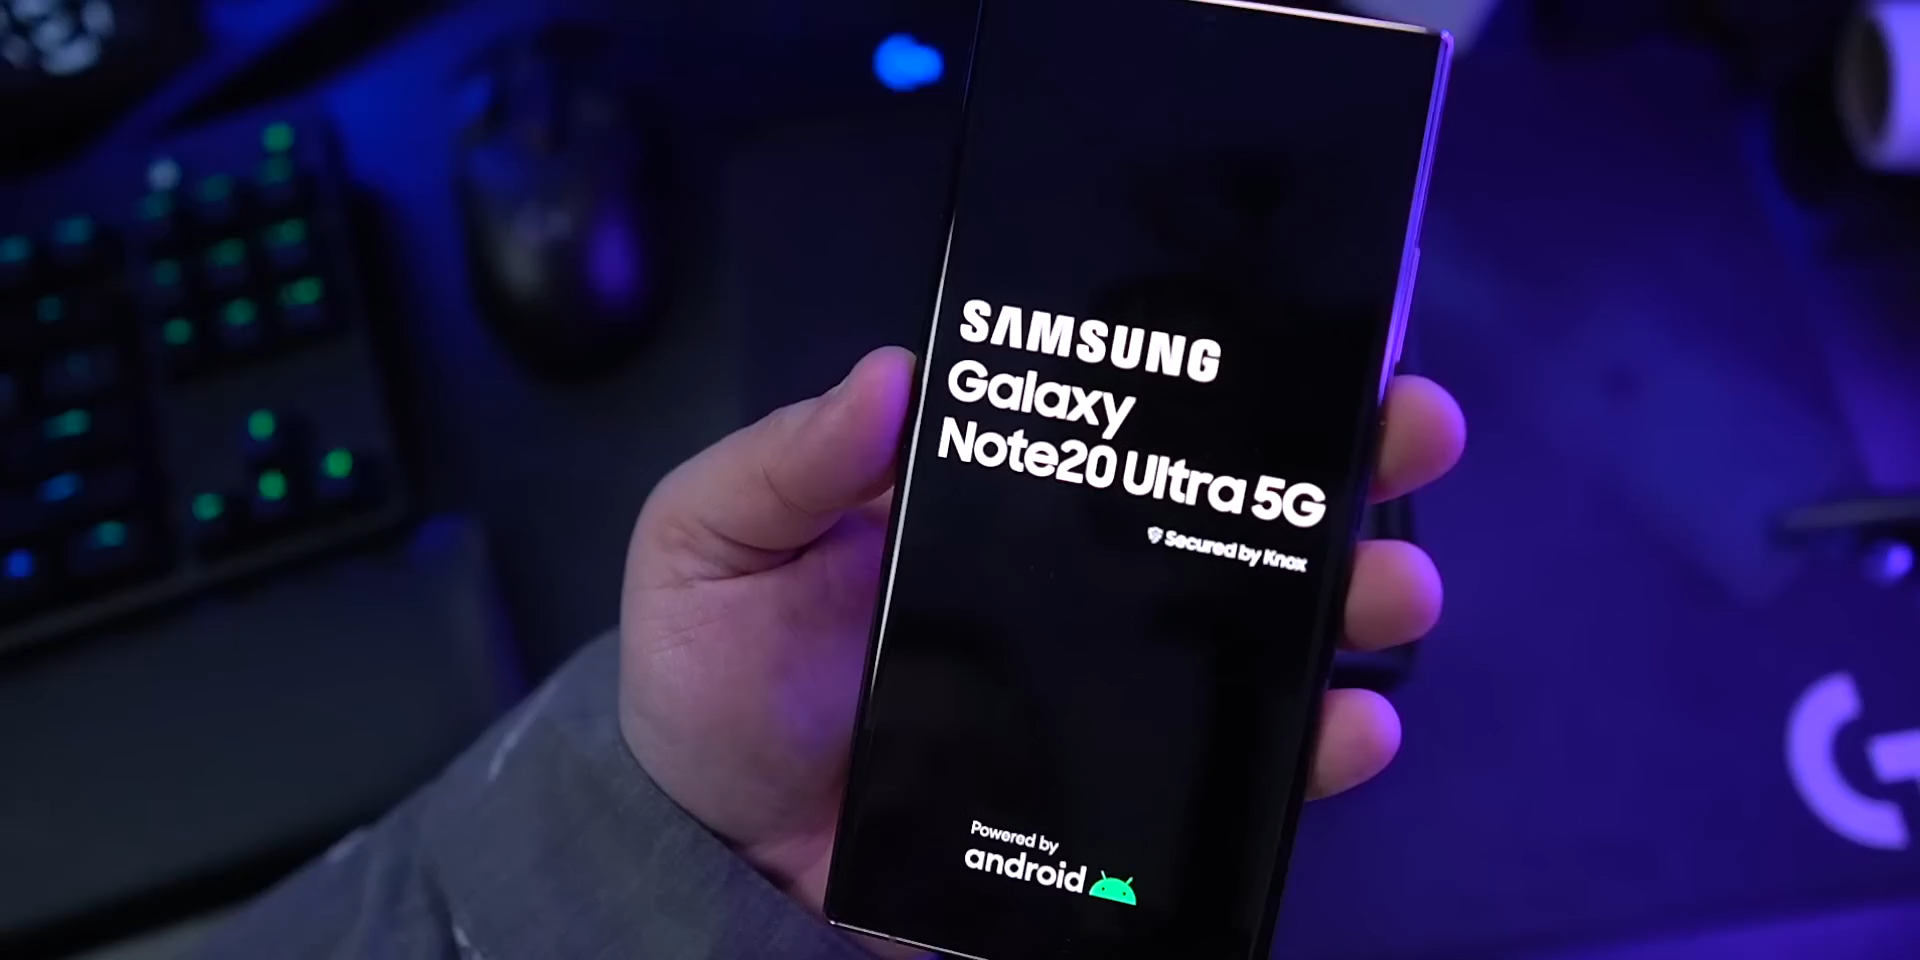 SAMSUNG
Galaxy
Note20 Ultra 5G
Secured by Knox
Powered by
android